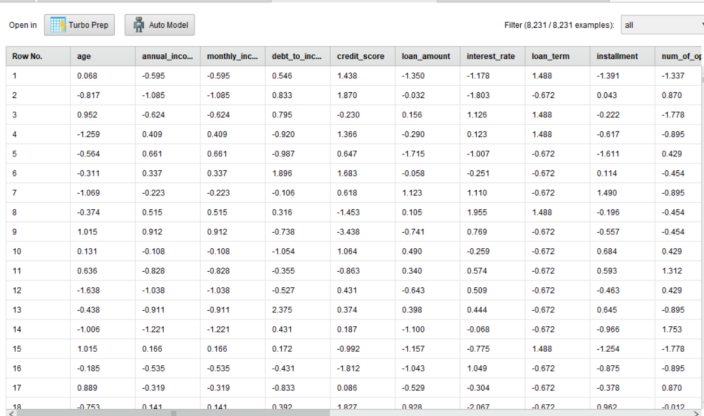 Open in Turbo Prep Auto Model Filter (8,231 / 8,231 examples): all
Row No. age annual_inco... monthly_inc... debt_to_inc... credit_score loan_amount interest_rate loan_term installment num_of_op
1 0.068 -0.595 -0.595 0.546 1.438 -1.350 -1.178 1.488 -1.391 -1.337
2 -0.817 -1.085 -1.085 0.833 1.870 -0.032 -1.803 -0.672 0.043 0.870
3 0.952 -0.624 -0.624 0.795 -0.230 0.156 1.126 1.488 -0.222 -1.778
4 -1.259 0.409 0.409 -0.920 1.366 -0.290 0.123 1.488 -0.617 -0.895
5 -0.564 0.661 0.661 -0.987 0.647 -1.715 -1.007 -0.672 -1.611 0.429
6 -0.311 0.337 0.337 1.896 1.683 -0.058 -0.251 -0.672 0.114 -0.454
7 -1.069 -0.223 -0.223 -0.106 0.618 1.123 1.110 -0.672 1.490 -0.895
8 -0.374 0.515 0.515 0.316 -1.453 0.105 1.955 1.488 -0.196 -0.454
9 1.015 0.912 0.912 -0.738 -3.438 -0.741 0.769 -0.672 -0.557 -0.454
10 0.131 -0.108 -0.108 -1.054 1.064 0.490 -0.259 -0.672 0.684 0.429
11 0.636 -0.828 -0.828 -0.355 -0.863 0.340 0.574 -0.672 0.593 1.312
12 -1.638 -1.038 -1.038 -0.527 0.431 -0.643 0.509 -0.672 -0.463 0.429
13 -0.438 -0.911 -0.911 2.375 0.374 0.398 0.444 -0.672 0.645 -0.895
14 -1.006 -1.221 -1.221 0.431 0.187 -1.100 -0.068 -0.672 -0.966 1.753
15 1.015 0.166 0.166 0.172 -0.992 -1.157 -0.775 1.488 -1.254 -1.778
16 -0.185 -0.535 -0.535 -0.431 -1.812 -1.043 1.049 -0.672 -0.875 -0.895
17 0.889 -0.319 -0.319 -0.833 0.086 -0.529 -0.304 -0.672 -0.378 0.870
18 -0.753 0.141 0.141 0.392 1.827 0.928 -2.067 -0.672 0.962 -0.012